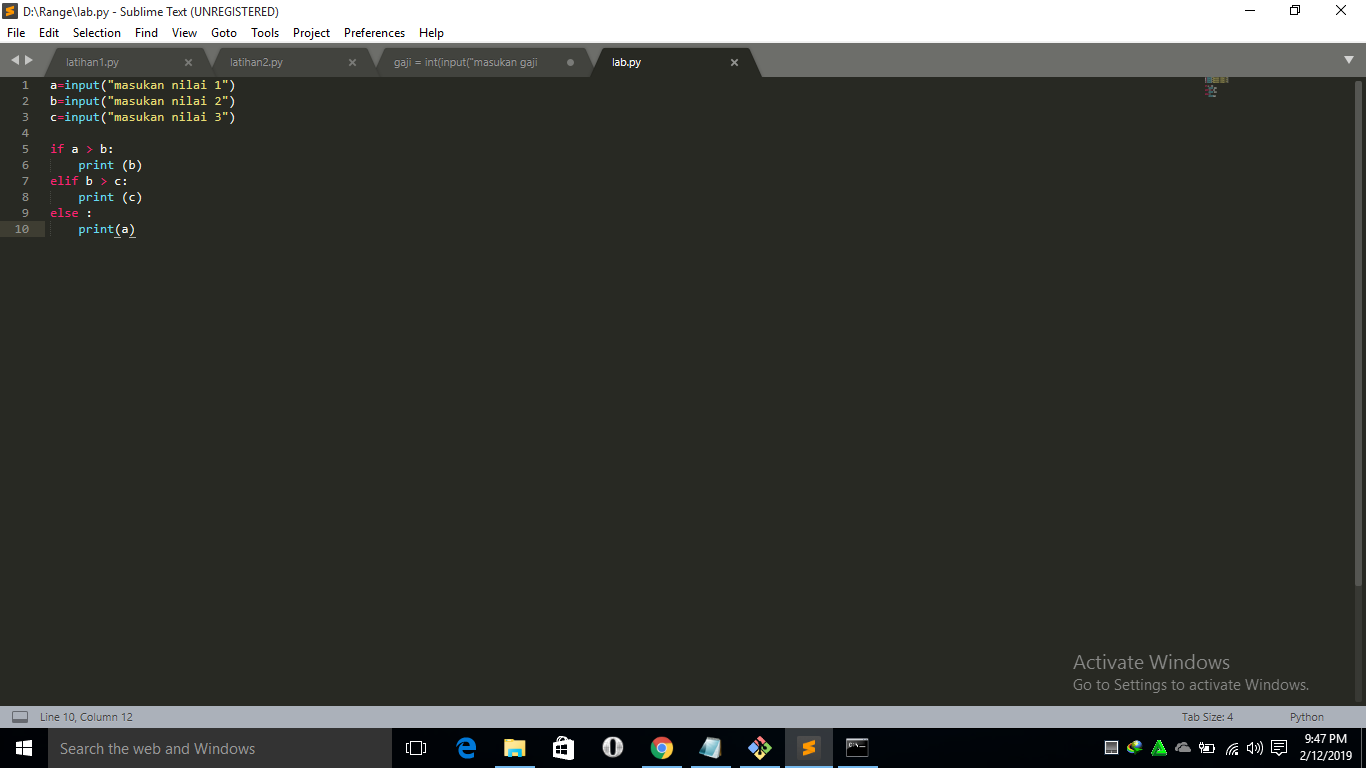 D:\Range\lab.py - Sublime Text (UNREGISTERED)
File Edit Selection Find View Goto Tools Project Preferences Help
latihan1.py latihan2.py gaji = int(input("masukan gaji lab.py
1 a=input("masukan nilai 1")
2 b=input("masukan nilai 2")
3 c=input("masukan nilai 3")
4
5 if a > b:
6     print (b)
7 elif b > c:
8     print (c)
9 else :
10     print(a)
Activate Windows
Go to Settings to activate Windows.
Line 10, Column 12 Tab Size: 4 Python
Search the web and Windows
9:47 PM
2/12/2019